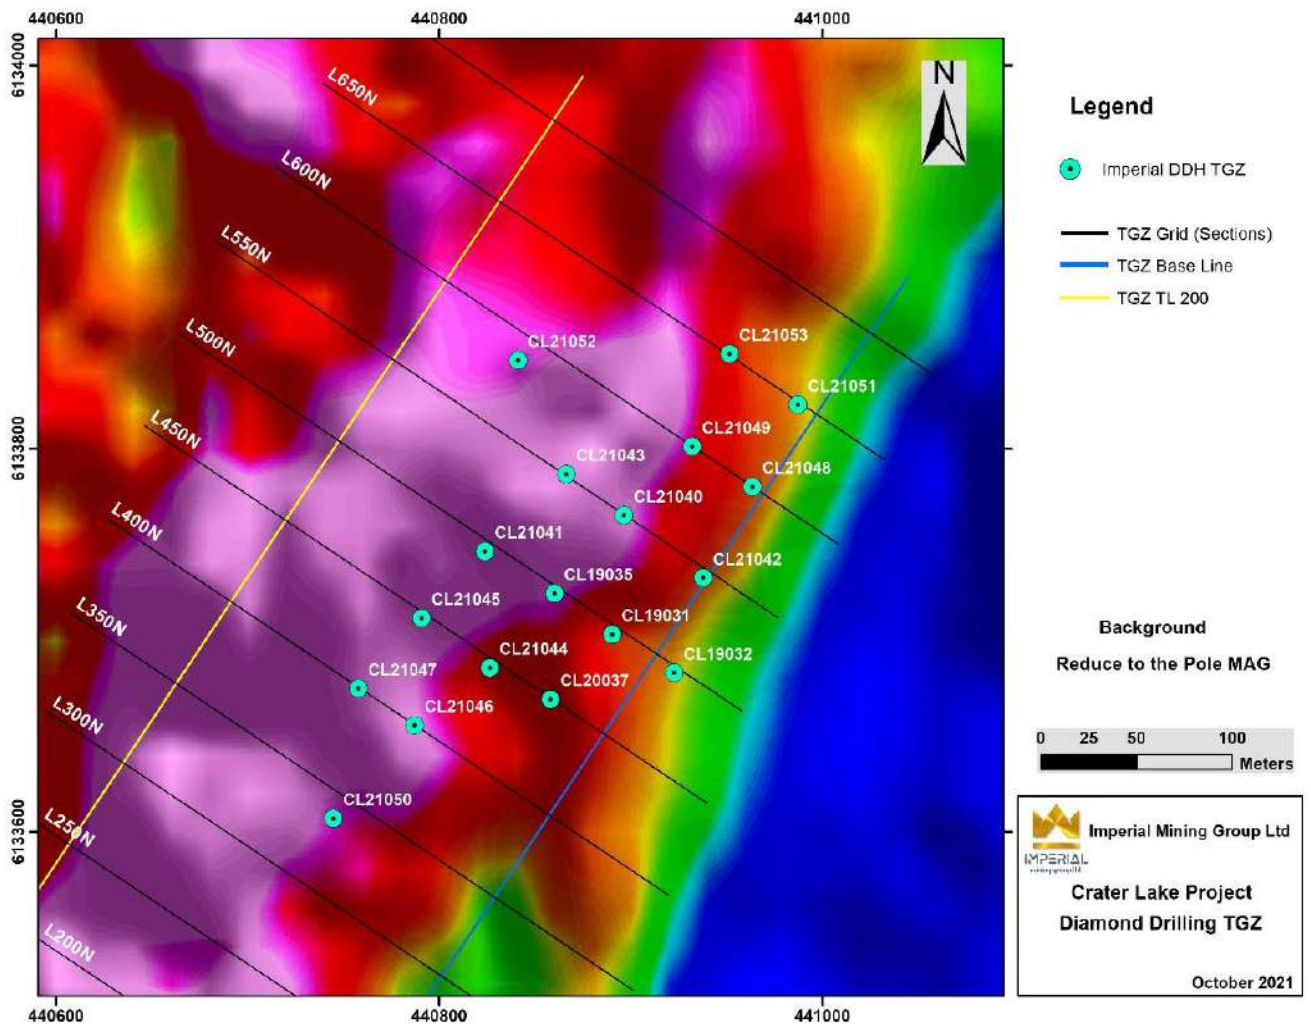 440600
440800
441000
6134000
6133800
6133600
L650N
L600N
L550N
L500N
L450N
L400N
L350N
L300N
L250N
L200N
CL21053
CL21052
CL21051
CL21049
CL21043
CL21048
CL21040
CL21041
CL21042
CL19035
CL21045
CL19031
CL21044
CL19032
CL21047
CL20037
CL21046
CL21050
440600
440800
441000
N
Legend
Imperial DDH TGZ
TGZ Grid (Sections)
TGZ Base Line
TGZ TL 200
Background
Reduce to the Pole MAG
0 25 50 100
Meters
Imperial Mining Group Ltd
IMPERIAL
Crater Lake Project
Diamond Drilling TGZ
October 2021